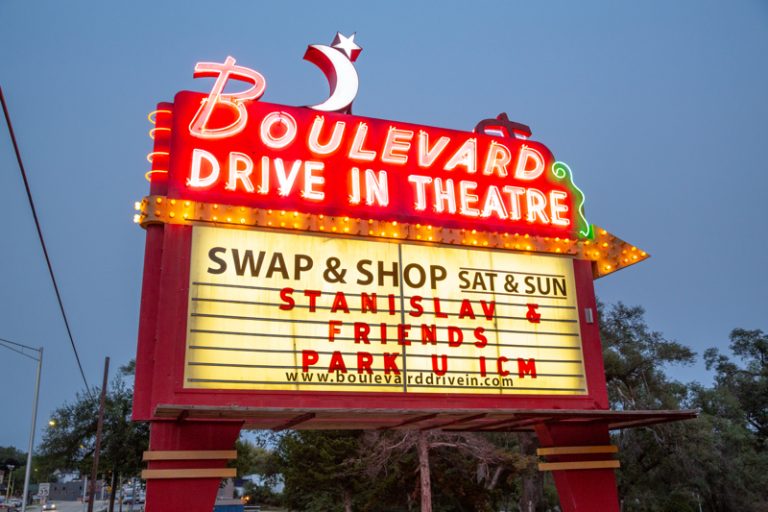 Boulevard
DRIVE IN THEATRE
SWAP & SHOP SAT & SUN
STANISLAV &
FRIENDS
PARK U ICM
www.boulevarddrivein.com